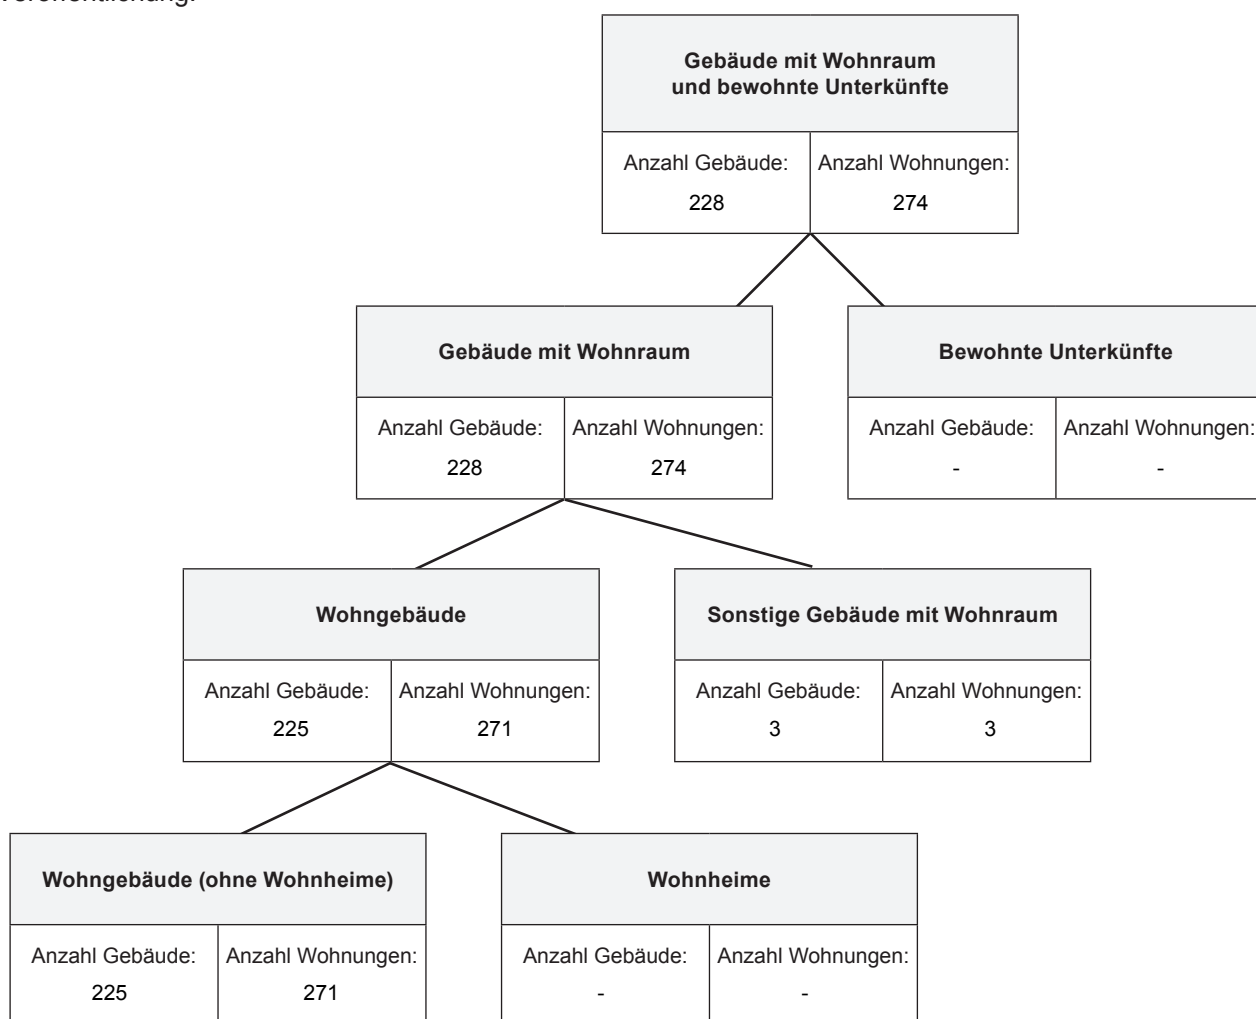 Veröffentlichung.
Gebäude mit Wohnraum
und bewohnte Unterkünfte
Anzahl Gebäude: Anzahl Wohnungen:
228 274
Gebäude mit Wohnraum Bewohnte Unterkünfte
Anzahl Gebäude: Anzahl Wohnungen: Anzahl Gebäude: Anzahl Wohnungen:
228 274 - -
Wohngebäude Sonstige Gebäude mit Wohnraum
Anzahl Gebäude: Anzahl Wohnungen: Anzahl Gebäude: Anzahl Wohnungen:
225 271 3 3
Wohngebäude (ohne Wohnheime) Wohnheime
Anzahl Gebäude: Anzahl Wohnungen: Anzahl Gebäude: Anzahl Wohnungen:
225 271 - -